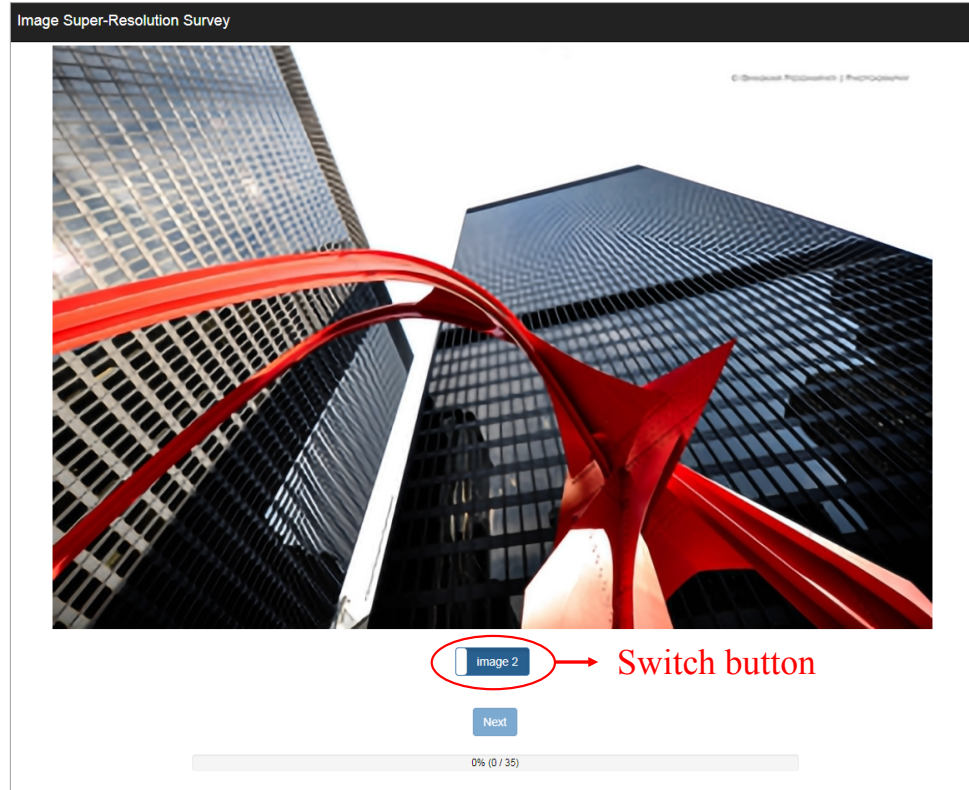 Image Super-Resolution Survey
image 2
Switch button
Next
0% (0 / 35)